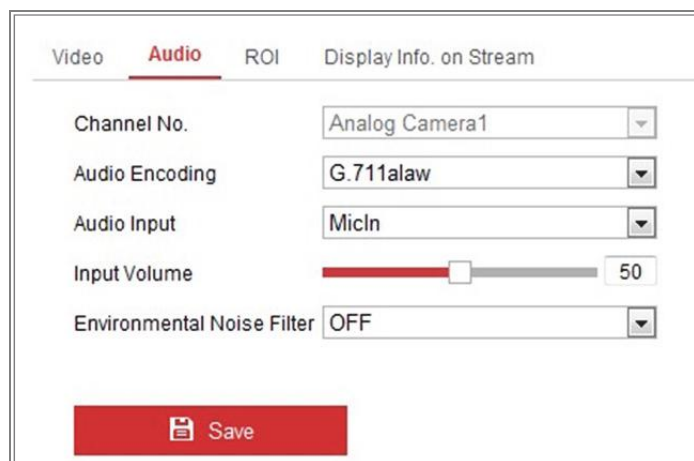 Video Audio ROI Display Info. on Stream
Channel No. Analog Camera1
Audio Encoding G.711alaw
Audio Input MicIn
Input Volume 50
Environmental Noise Filter OFF
Save